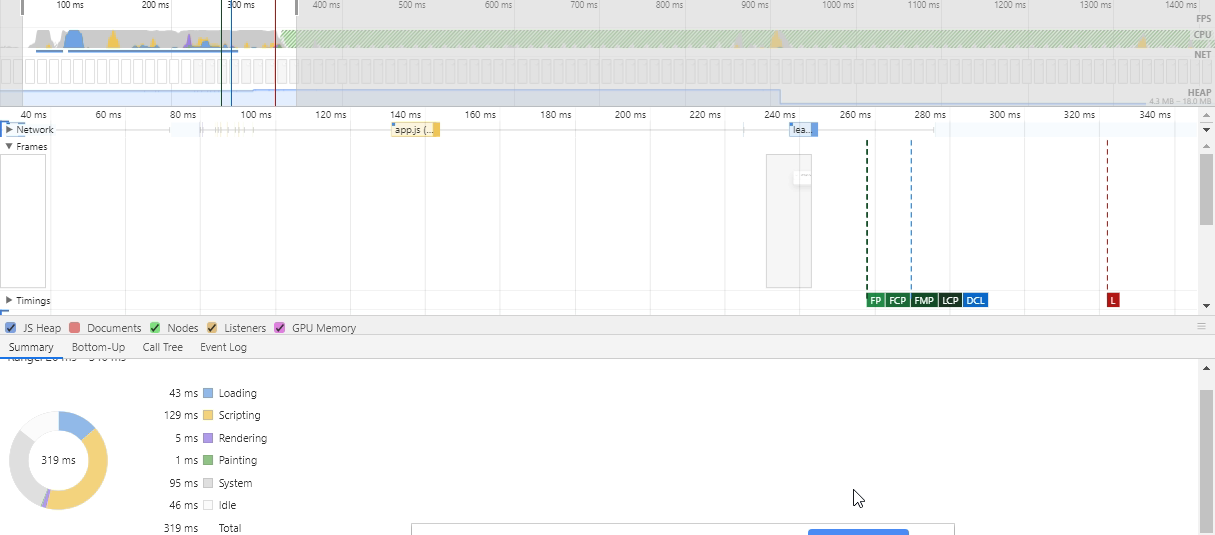 100 ms 200 ms 300 ms 400 ms 500 ms 600 ms 700 ms 800 ms 900 ms 1000 ms 1100 ms 1200 ms 1300 ms 1400 ms
FPS
CPU
NET
HEAP
4.3 MB – 18.0 MB
40 ms 60 ms 80 ms 100 ms 120 ms 140 ms 160 ms 180 ms 200 ms 220 ms 240 ms 260 ms 280 ms 300 ms 320 ms 340 ms
Network app.js (... lea...
Frames
Timings FP FCP FMP LCP DCL L
JS Heap Documents Nodes Listeners GPU Memory
Summary Bottom-Up Call Tree Event Log
43 ms Loading
129 ms Scripting
5 ms Rendering
319 ms 1 ms Painting
95 ms System
46 ms Idle
319 ms Total